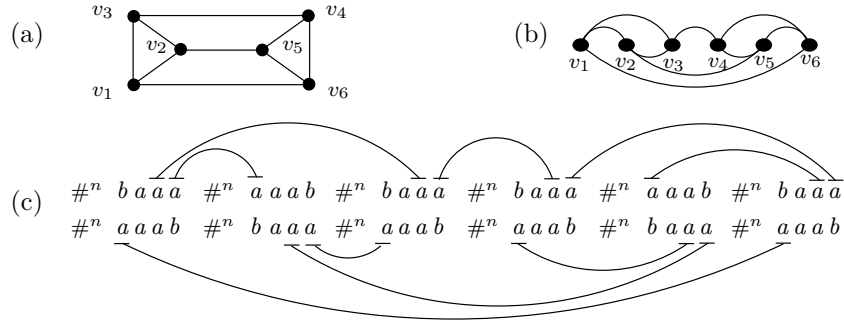 (a) v3 v4 (b)
v2 v5
v1 v6 v1 v2 v3 v4 v5 v6
(c)
#^n b a a a #^n a a a b #^n b a a a #^n b a a a #^n a a a b #^n b a a a
#^n a a a b #^n b a a a #^n a a a b #^n a a a b #^n b a a a #^n a a a b